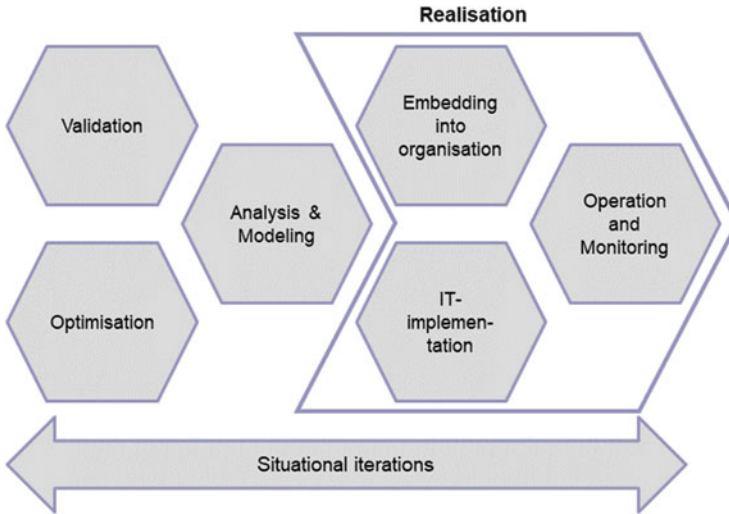 Realisation
Validation
Embedding
into
organisation
Analysis &
Modeling
Operation
and
Monitoring
Optimisation
IT-
implemen-
tation
Situational iterations